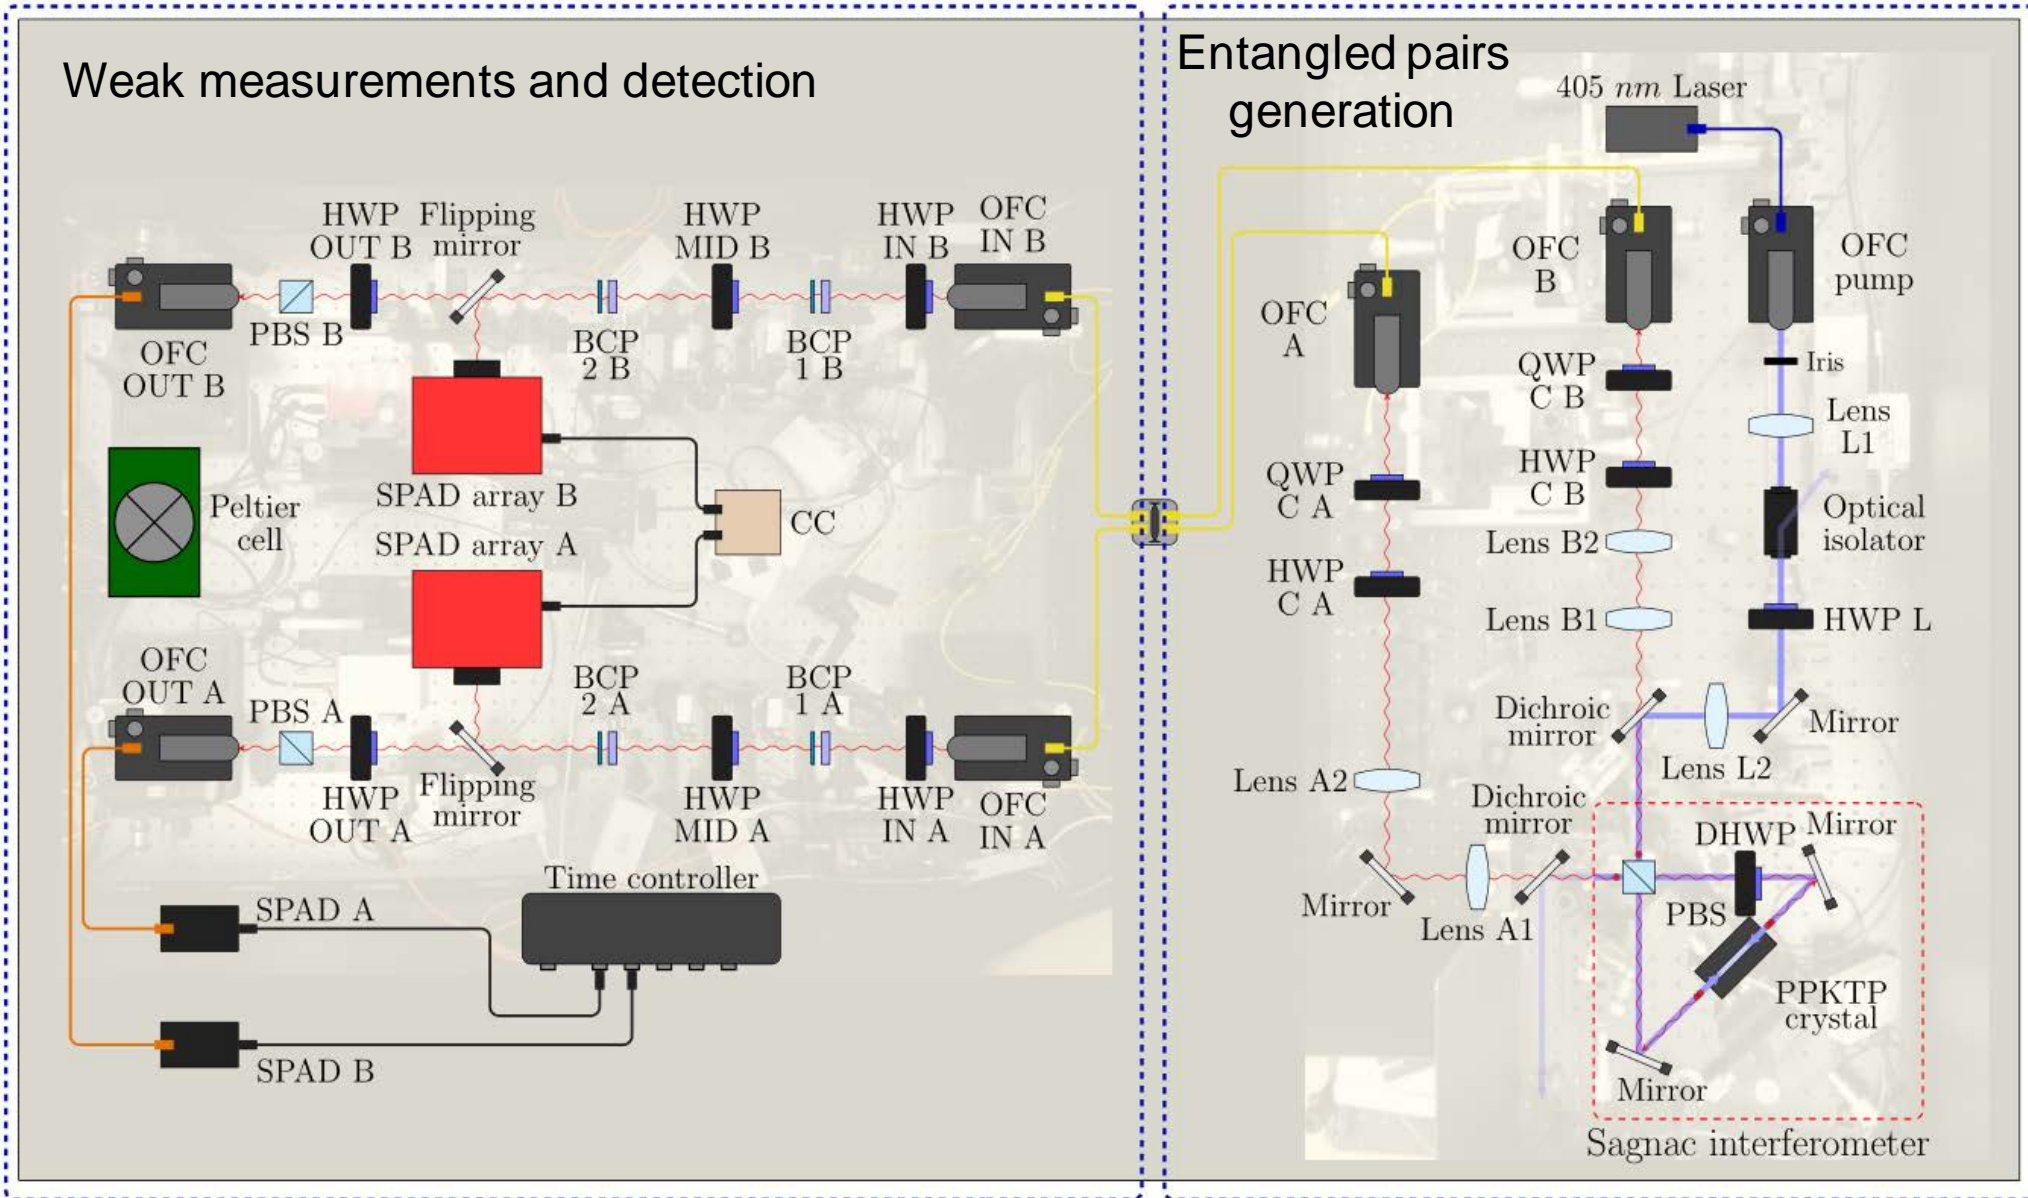 Weak measurements and detection
Entangled pairs
generation
405 nm Laser
HWP
OUT B
Flipping
mirror
HWP
MID B
HWP
IN B
OFC
IN B
OFC
OUT B
PBS B
BCP
2 B
BCP
1 B
SPAD array B
SPAD array A
CC
Peltier
cell
OFC
OUT A
PBS A
BCP
2 A
BCP
1 A
HWP
OUT A
Flipping
mirror
HWP
MID A
HWP
IN A
OFC
IN A
Time controller
SPAD A
SPAD B
OFC
A
OFC
B
OFC
pump
Iris
QWP
C B
Lens
L1
QWP
C A
HWP
C B
Optical
isolator
Lens B2
HWP
C A
Lens B1
HWP L
Dichroic
mirror
Mirror
Lens L2
Lens A2
Dichroic
mirror
DHWP
Mirror
Mirror
Lens A1
PBS
PPKTP
crystal
Mirror
Sagnac interferometer